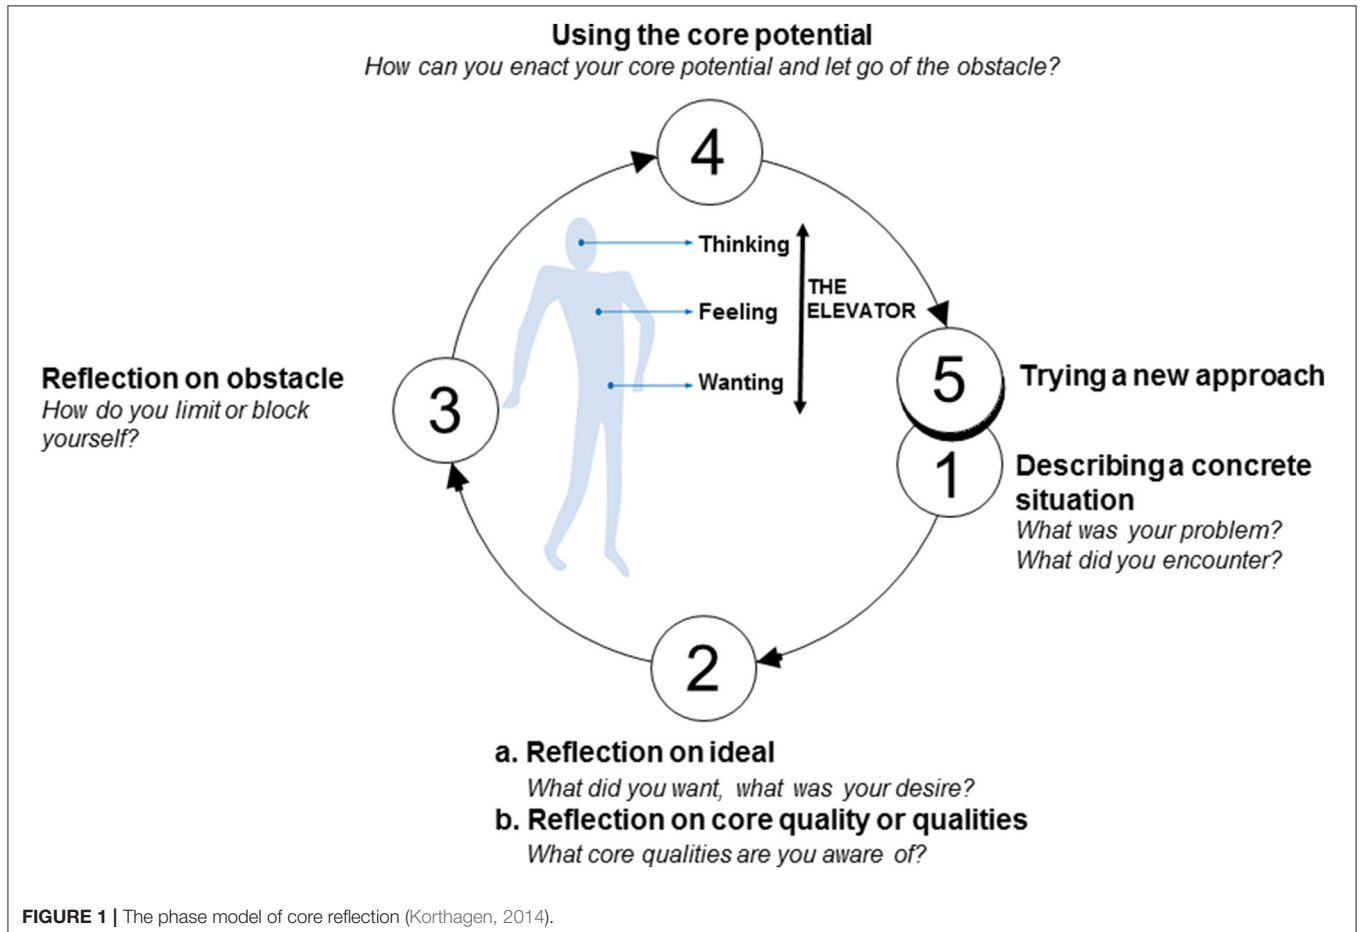 Using the core potential
How can you enact your core potential and let go of the obstacle?
4
Thinking
THE
ELEVATOR
Feeling
Wanting
5
Trying a new approach
Reflection on obstacle
How do you limit or block
yourself?
3
1
Describing a concrete
situation
What was your problem?
What did you encounter?
2
a. Reflection on ideal
What did you want, what was your desire?
b. Reflection on core quality or qualities
What core qualities are you aware of?
FIGURE 1 | The phase model of core reflection (Korthagen, 2014).